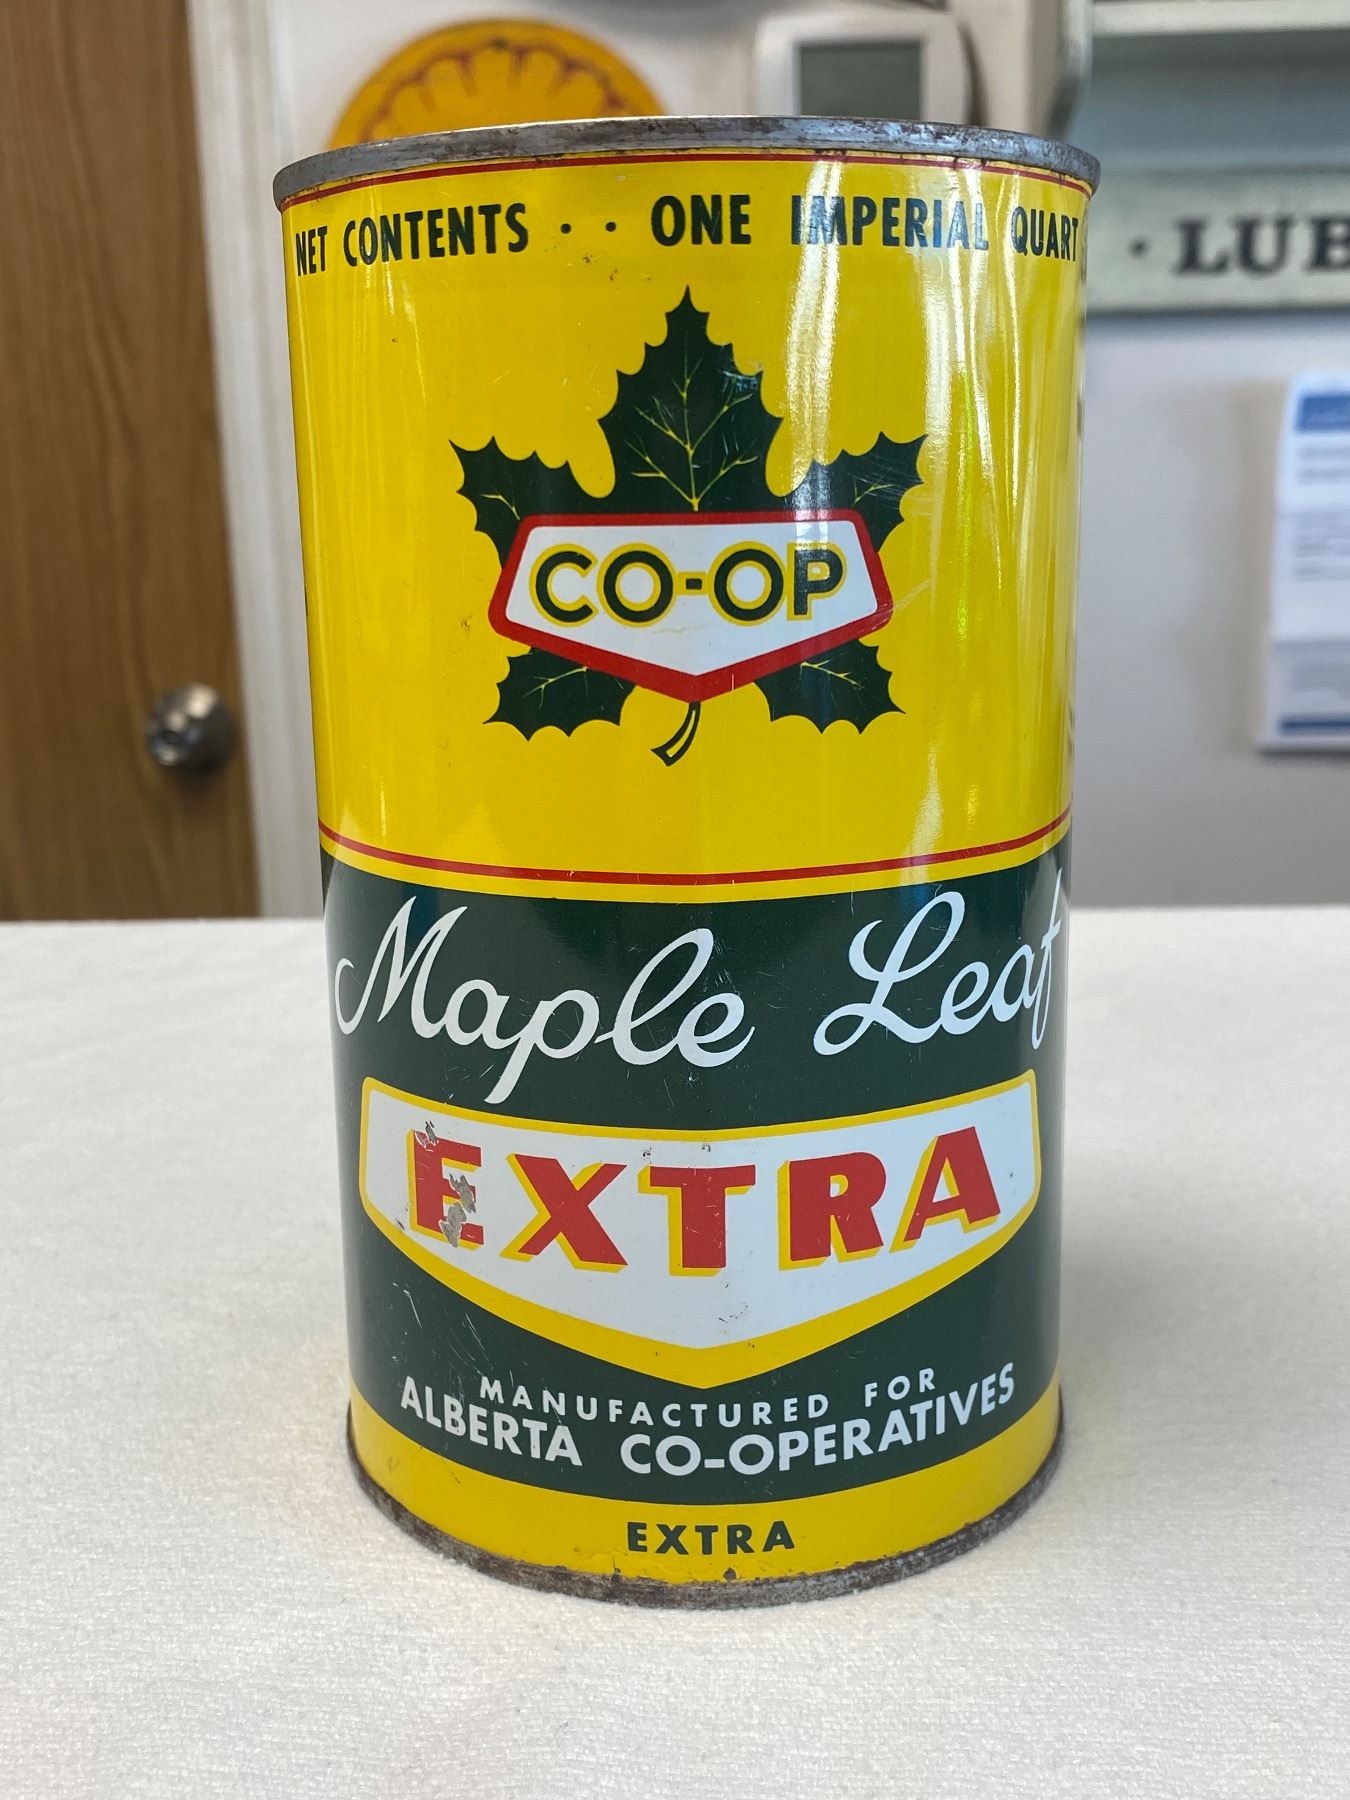 NET CONTENTS · · ONE IMPERIAL QUART
· LUB
CO-OP
Maple Leaf
EXTRA
MANUFACTURED FOR
ALBERTA CO-OPERATIVES
EXTRA